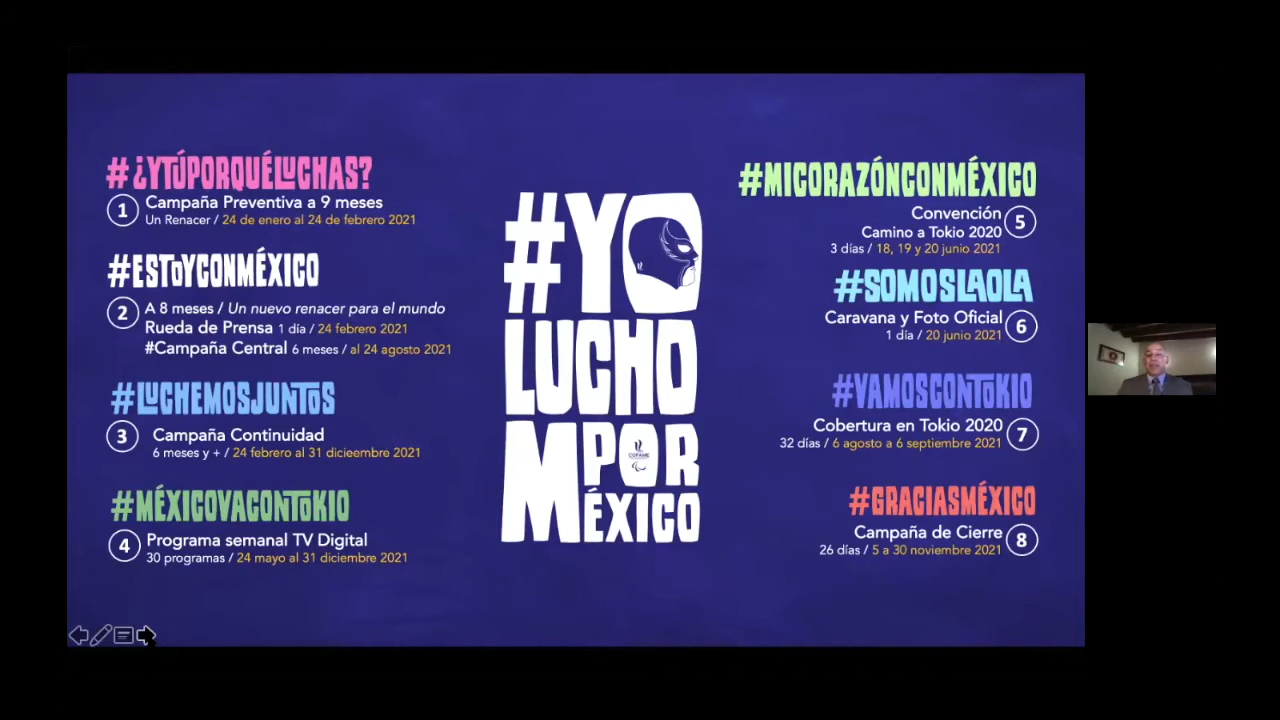 #¿YTÚPORQUÉLUCHAS?
1
Campaña Preventiva a 9 meses
Un Renacer / 24 de enero al 24 de febrero 2021
#ESTOYCONMÉXICO
2
A 8 meses / Un nuevo renacer para el mundo
Rueda de Prensa 1 día / 24 febrero 2021
#Campaña Central 6 meses / al 24 agosto 2021
#LUCHEMOSJUNTOS
3
Campaña Continuidad
6 meses y + / 24 febrero al 31 dicieembre 2021
#MÉXICOVACONTOKIO
4
Programa semanal TV Digital
30 programas / 24 mayo al 31 diciembre 2021
#YO
LUCHO
POR
COPAME
MÉXICO
#MICORAZÓNCONMÉXICO
Convención
5
Camino a Tokio 2020
3 días / 18, 19 y 20 junio 2021
#SOMOSLAOLA
Caravana y Foto Oficial
6
1 día / 20 junio 2021
#VAMOSCONTOKIO
Cobertura en Tokio 2020
7
32 días / 6 agosto a 6 septiembre 2021
#GRACIASMÉXICO
Campaña de Cierre
8
26 días / 5 a 30 noviembre 2021